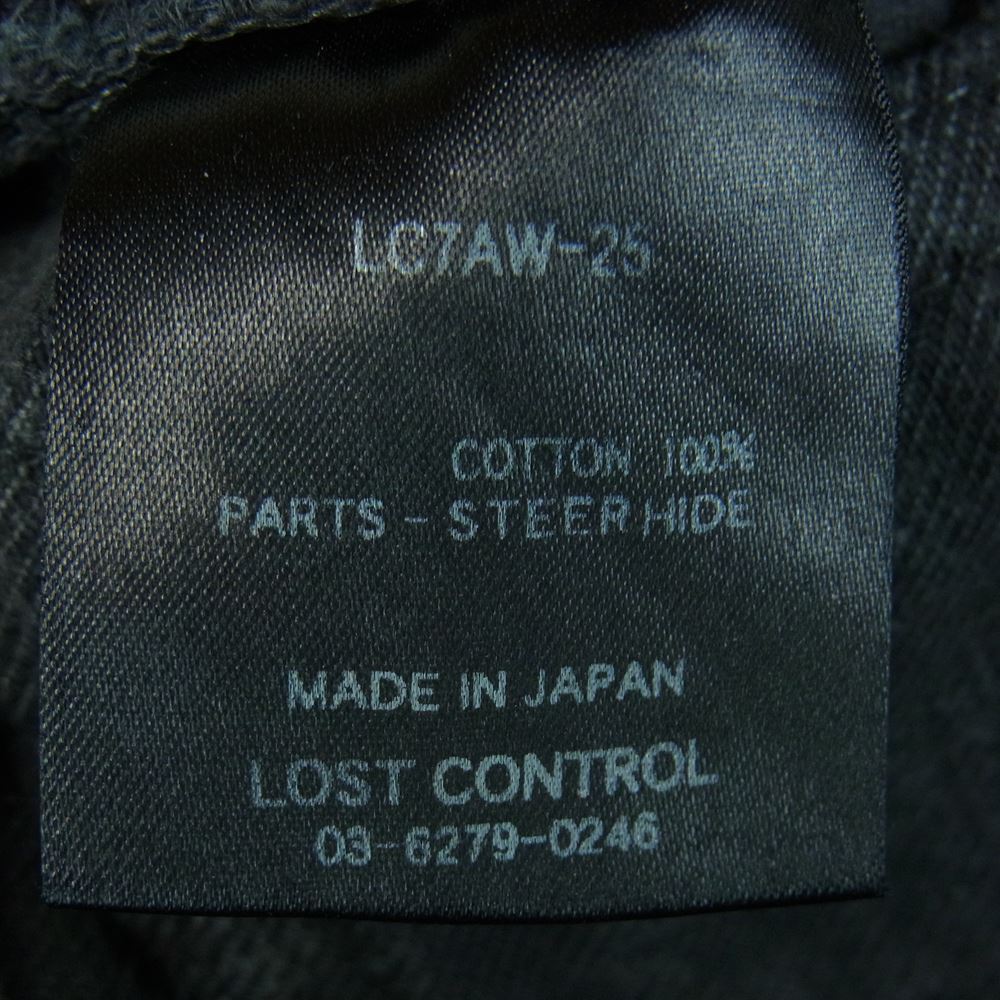 LC7AW-25
COTTON 100%
PARTS - STEER HIDE
MADE IN JAPAN
LOST CONTROL
03-6279-0246